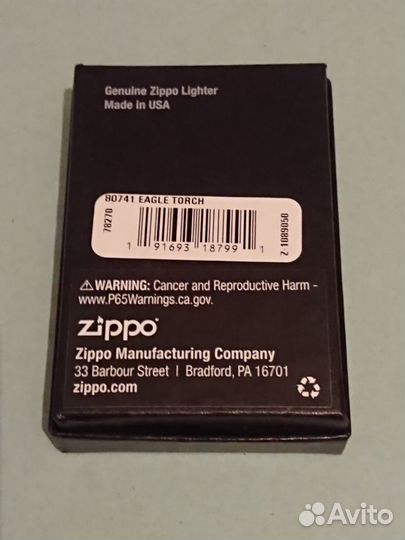 Genuine Zippo Lighter
Made in USA
80741 EAGLE TORCH
78270
1 91693 18799 1
Z 1089050
⚠WARNING: Cancer and Reproductive Harm -
www.P65Warnings.ca.gov.
zippo
Zippo Manufacturing Company
33 Barbour Street | Bradford, PA 16701
zippo.com
Avito